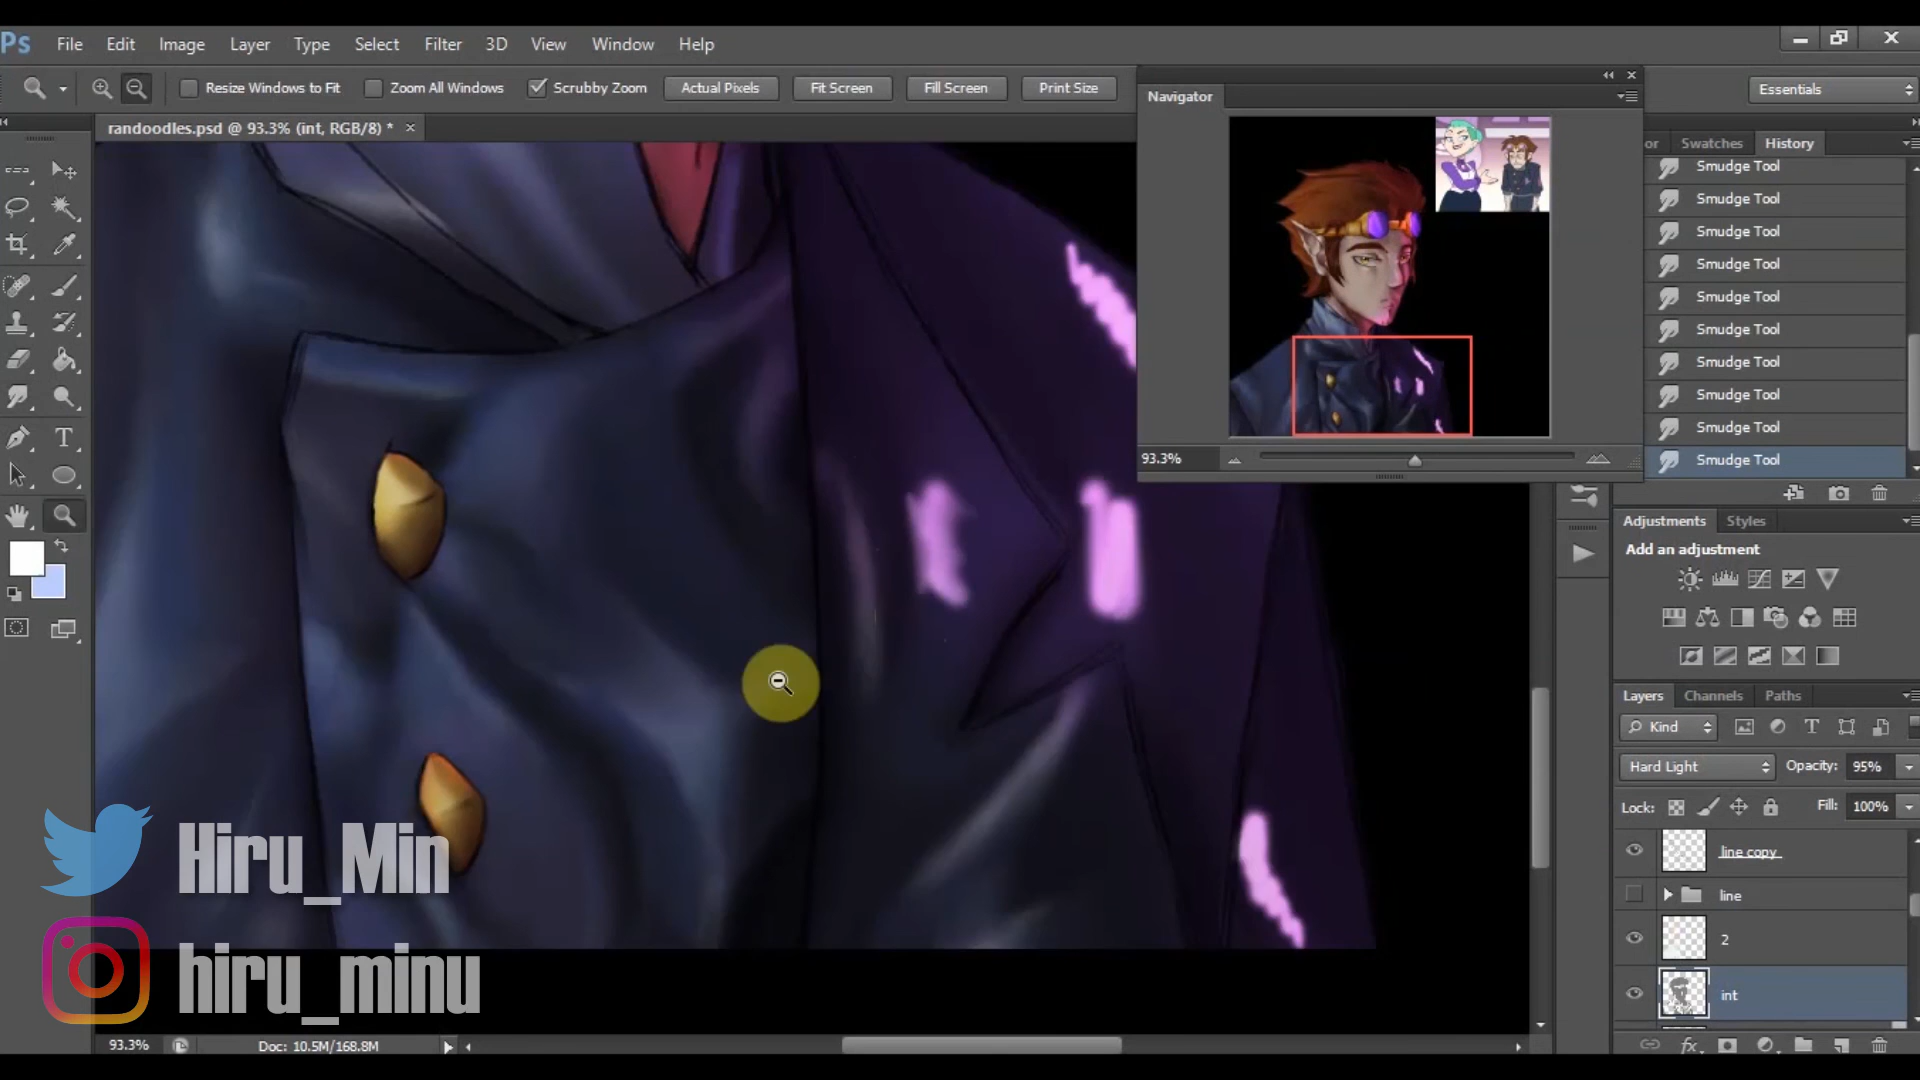 Ps File Edit Image Layer Type Select Filter 3D View Window Help
Resize Windows to Fit Zoom All Windows Scrubby Zoom Actual Pixels Fit Screen Fill Screen Print Size
Essentials
Navigator
randoodles.psd @ 93.3% (int, RGB/8) * ×
or Swatches History
Smudge Tool
Smudge Tool
Smudge Tool
Smudge Tool
Smudge Tool
Smudge Tool
Smudge Tool
Smudge Tool
Smudge Tool
Smudge Tool
93.3%
Adjustments Styles
Add an adjustment
Layers Channels Paths
Kind
Hard Light Opacity: 95%
Lock: Fill: 100%
line copy
line
2
int
Hiru_Min
hiru_minu
93.3% Doc: 10.5M/168.8M